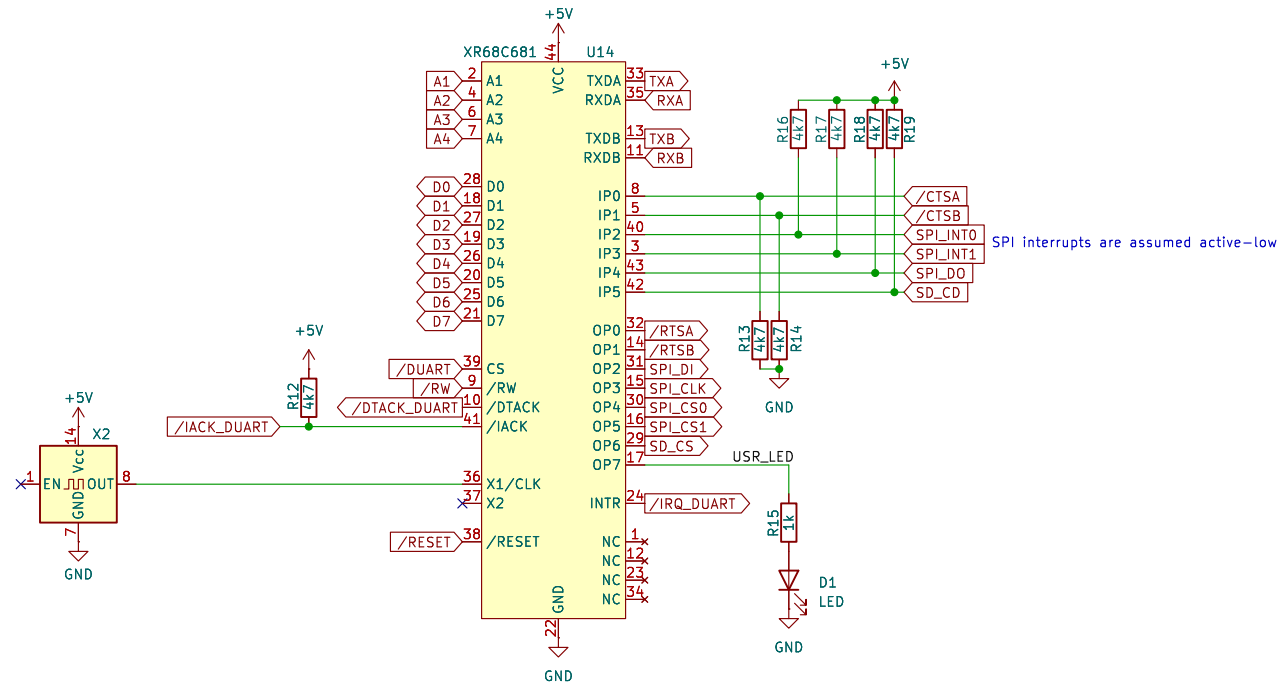 +5V
XR68C681 U14
44
VCC
A1 2 A1
A2 4 A2
A3 6 A3
A4 7 A4
D0 28 D0
D1 18 D1
D2 27 D2
D3 19 D3
D4 26 D4
D5 20 D5
D6 25 D6
D7 21 D7
/DUART 39 CS
/RW 9 /RW
/DTACK_DUART 10 /DTACK
/IACK_DUART 41 /IACK
+5V
R12
4k7
36 X1/CLK
37 X2
/RESET 38 /RESET
+5V
X2
14
Vcc
1 EN OUT 8
GND
7
GND
TXDA 33 TXA
RXDA 35 RXA
TXDB 13 TXB
RXDB 11 RXB
IP0 8 /CTSA
IP1 5 /CTSB
IP2 40 SPI_INT0
IP3 3 SPI_INT1
IP4 43 SPI_DO
IP5 42 SD_CD
SPI interrupts are assumed active-low
+5V
R16
4k7
R17
4k7
R18
4k7
R19
4k7
R13
4k7
R14
4k7
GND
OP0 32 /RTSA
OP1 14 /RTSB
OP2 31 SPI_DI
OP3 15 SPI_CLK
OP4 30 SPI_CS0
OP5 16 SPI_CS1
OP6 29 SD_CS
OP7 17 USR_LED
INTR 24 /IRQ_DUART
NC 1
NC 12
NC 23
NC 34
R15
1k
D1
LED
GND
GND
22
GND